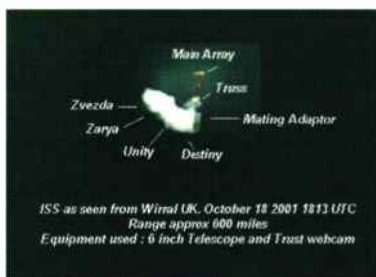 Main Array
Truss
Zvezda
Mating Adaptor
Zarya
Unity
Destiny
ISS as seen from Wirral UK. October 18 2001 1813 UTC
Range approx 600 miles
Equipment used : 6 inch Telescope and Trust webcam